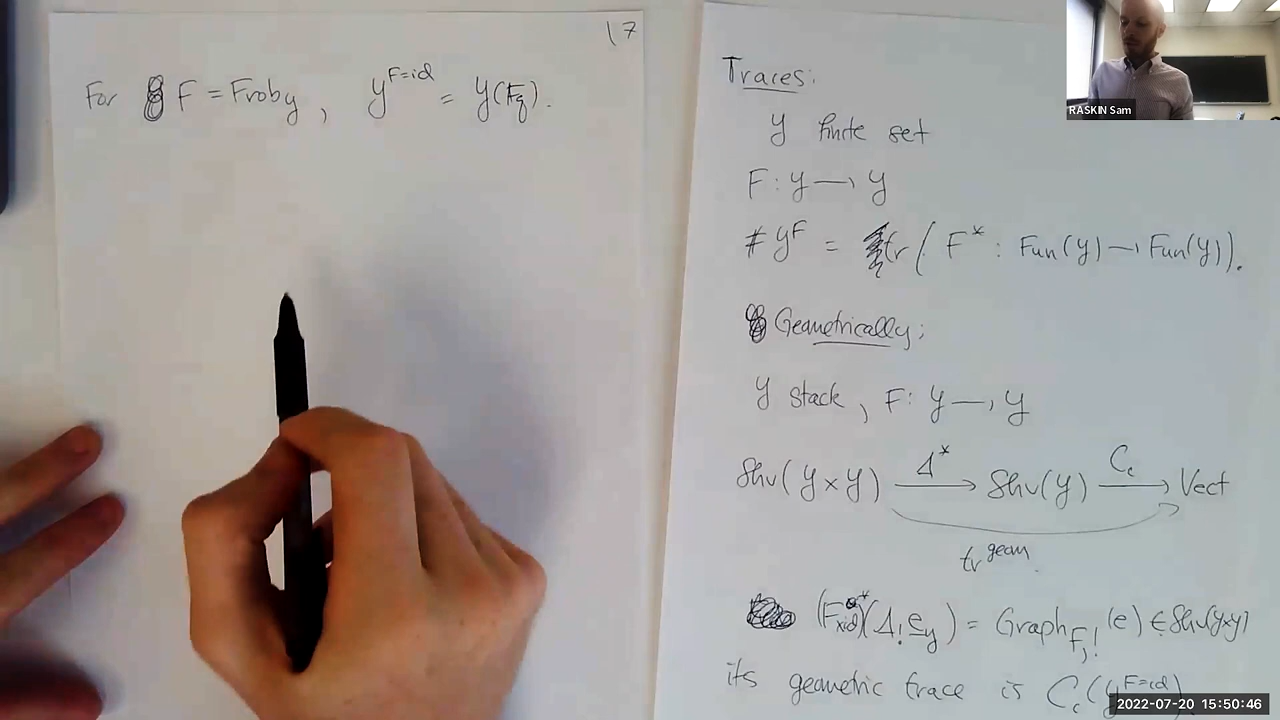 17
For F = Frob_y , Y^{F=id} = Y(F_q).
Traces:
Y finite set
F : Y → Y
# Y^F = tr ( F^* : Fun(Y) → Fun(Y) ).
Geometrically:
Y stack , F : Y → Y
Shv(Y × Y) Δ^* → Shv(Y) C_c → Vect
tr^{geom}
(F × id)^* (Δ_! e_Y) = Graph_{F,!} (e) ∈ Shv(Y×Y)
its geometric trace is C_c(Y^{F=id})
RASKIN Sam
2022-07-20 15:50:46